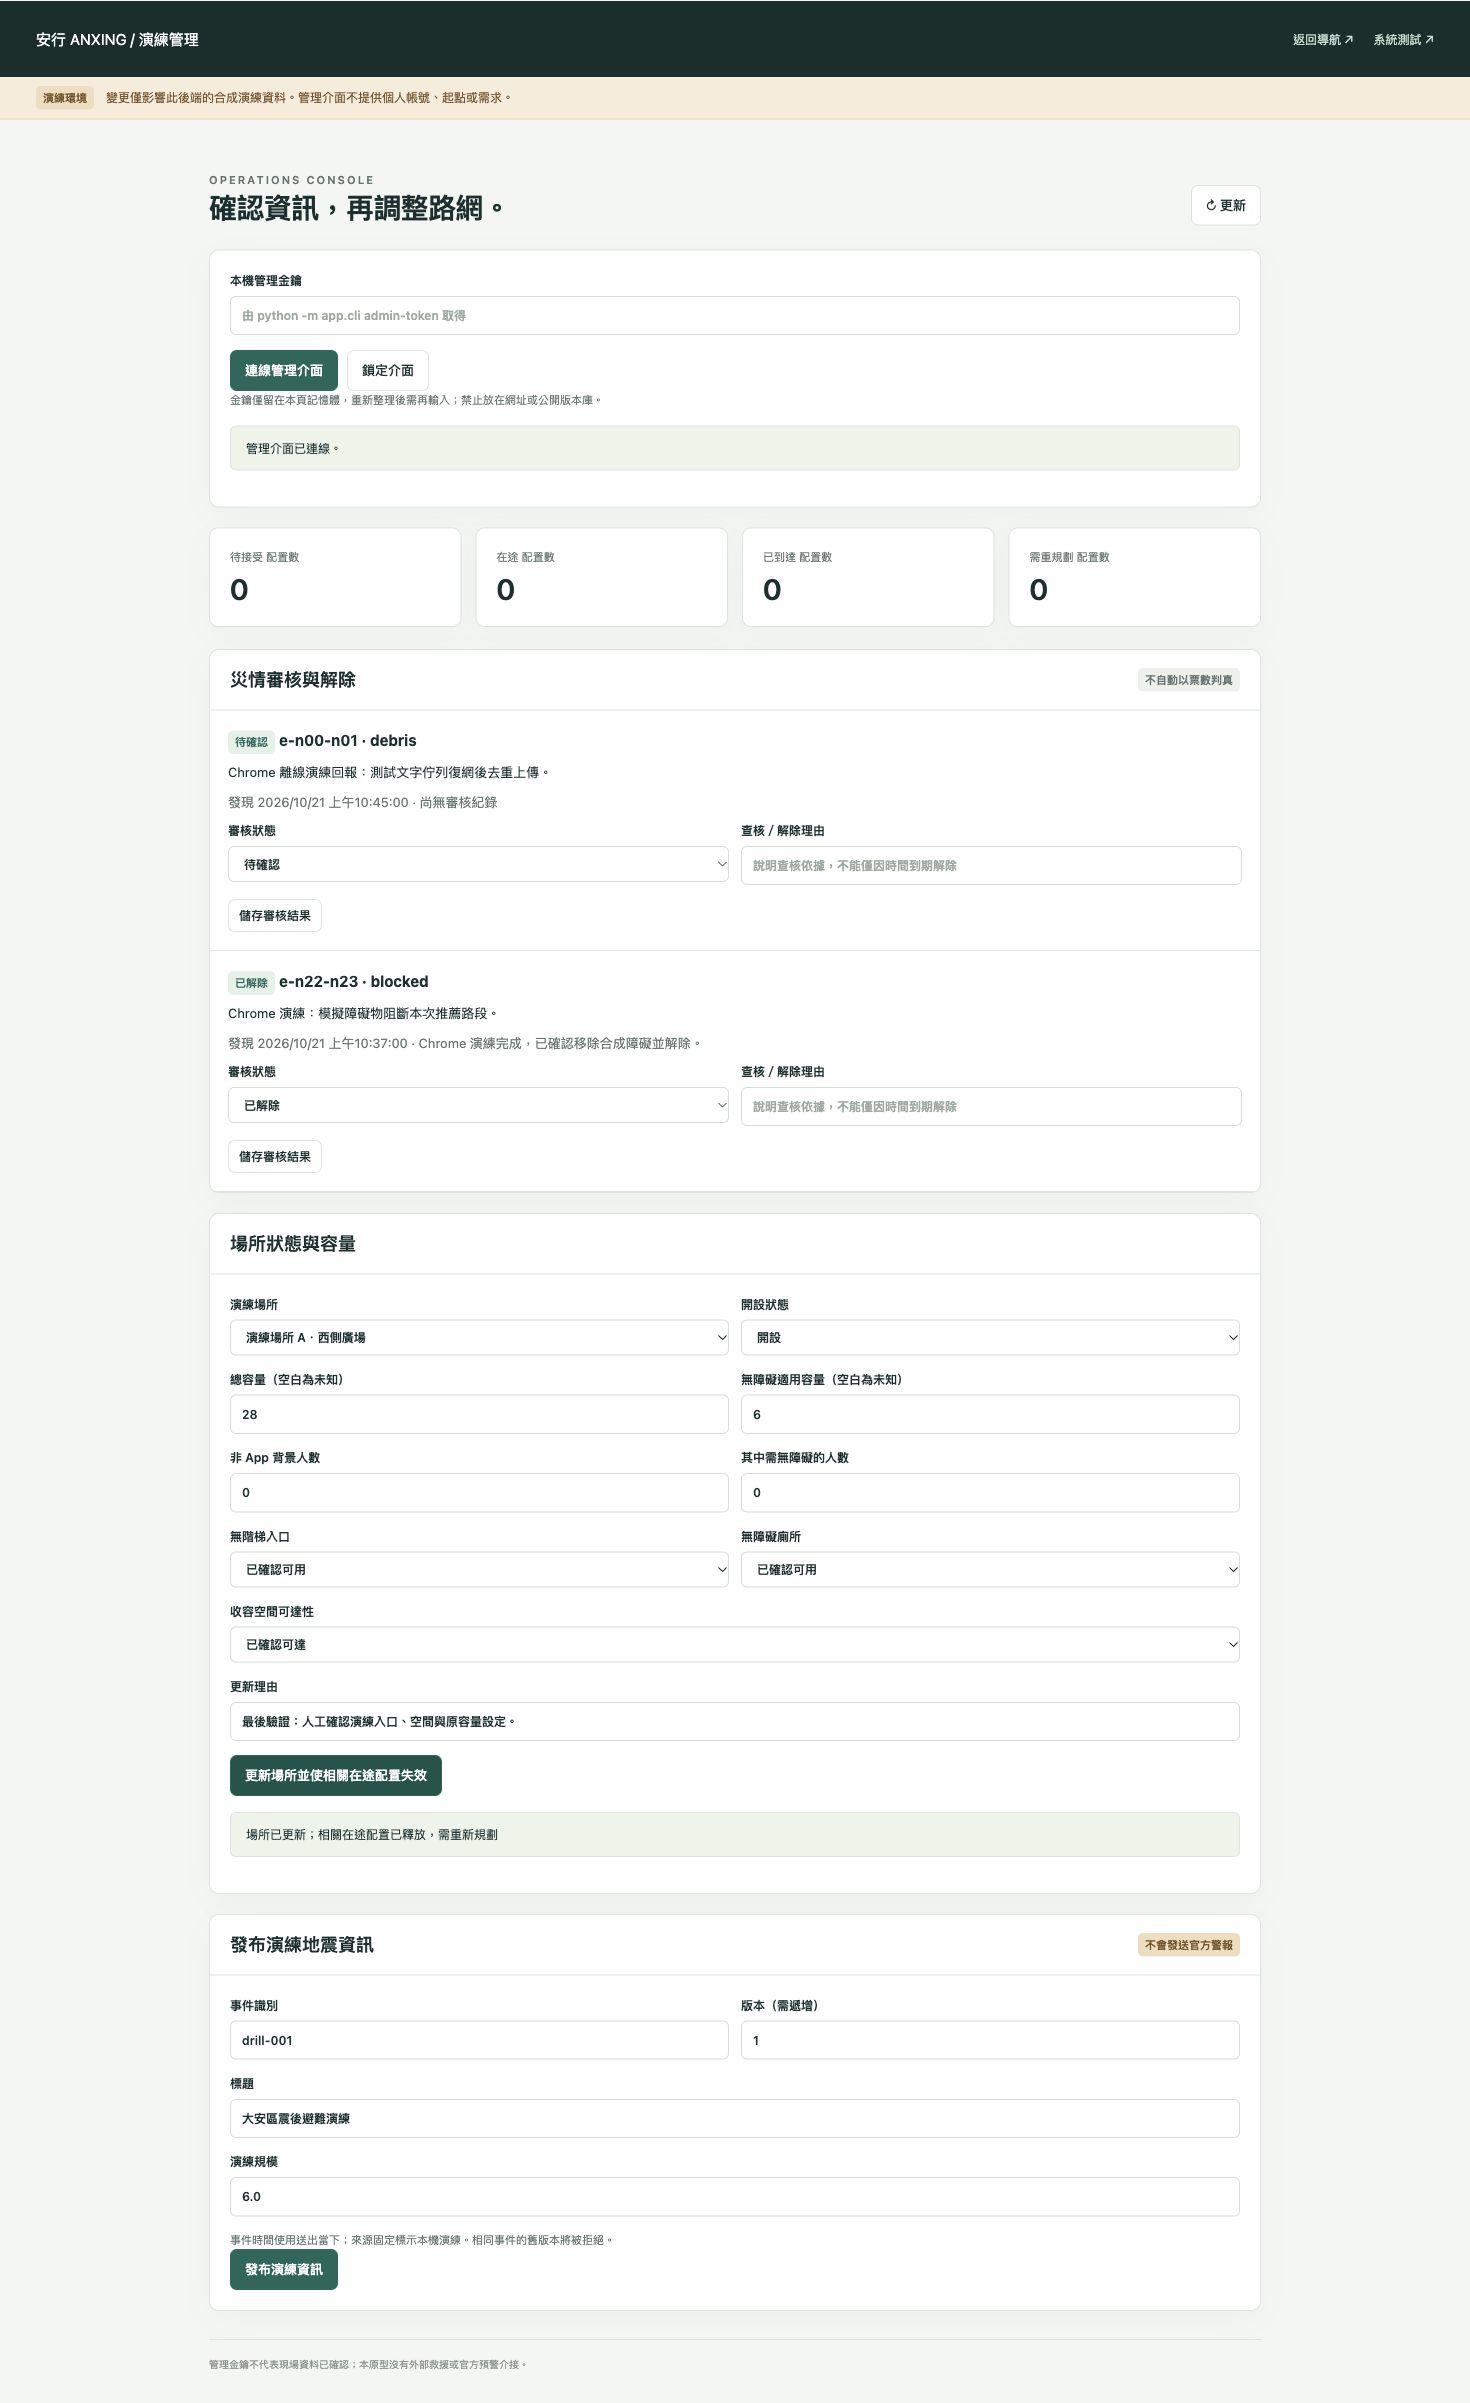 安行 ANXING / 演練管理
返回導航 ↗ 系統測試 ↗
演練環境 變更僅影響此後端的合成演練資料。管理介面不提供個人帳號、起點或需求。
OPERATIONS CONSOLE
確認資訊，再調整路網。
↻ 更新
本機管理金鑰
由 python -m app.cli admin-token 取得
連線管理介面 鎖定介面
金鑰僅留在本頁記憶體，重新整理後需再輸入；禁止放在網址或公開版本庫。
管理介面已連線。
待接受 配置數
0
在途 配置數
0
已到達 配置數
0
需重規劃 配置數
0
災情審核與解除
不自動以票數判真
待確認 e-n00-n01 · debris
Chrome 離線演練回報：測試文字佇列復網後去重上傳。
發現 2026/10/21 上午10:45:00 · 尚無審核紀錄
審核狀態 查核 / 解除理由
待確認 說明查核依據，不能僅因時間到期解除
儲存審核結果
已解除 e-n22-n23 · blocked
Chrome 演練：模擬障礙物阻斷本次推薦路段。
發現 2026/10/21 上午10:37:00 · Chrome 演練完成，已確認移除合成障礙並解除。
審核狀態 查核 / 解除理由
已解除 說明查核依據，不能僅因時間到期解除
儲存審核結果
場所狀態與容量
演練場所 開設狀態
演練場所 A · 西側廣場 開設
總容量（空白為未知） 無障礙適用容量（空白為未知）
28 6
非 App 背景人數 其中需無障礙的人數
0 0
無階梯入口 無障礙廁所
已確認可用 已確認可用
收容空間可達性
已確認可達
更新理由
最後驗證：人工確認演練入口、空間與原容量設定。
更新場所並使相關在途配置失效
場所已更新；相關在途配置已釋放，需重新規劃
發布演練地震資訊
不會發送官方警報
事件識別 版本（需遞增）
drill-001 1
標題
大安區震後避難演練
演練規模
6.0
事件時間使用送出當下；來源固定標示本機演練。相同事件的舊版本將被拒絕。
發布演練資訊
管理金鑰不代表現場資料已確認；本原型沒有外部救援或官方預警介接。